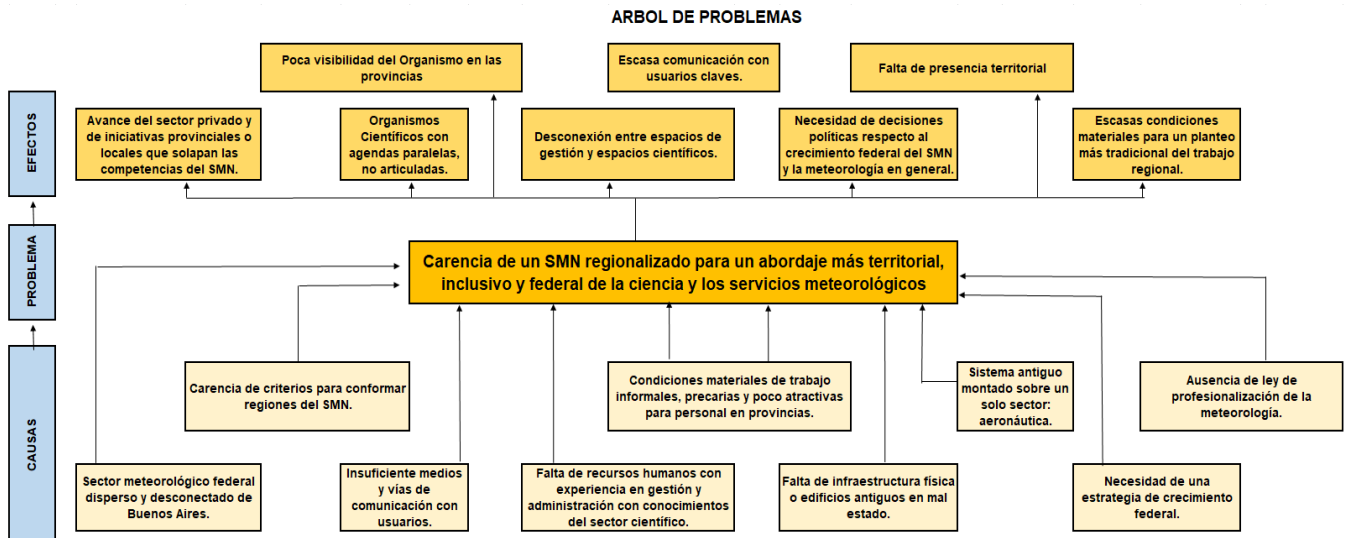 ARBOL DE PROBLEMAS
EFECTOS
Poca visibilidad del Organismo en las
provincias
Escasa comunicación con
usuarios claves.
Falta de presencia territorial
Avance del sector privado y
de iniciativas provinciales o
locales que solapan las
competencias del SMN.
Organismos
Científicos con
agendas paralelas,
no articuladas.
Desconexión entre espacios de
gestión y espacios científicos.
Necesidad de decisiones
políticas respecto al
crecimiento federal del SMN
y la meteorología en general.
Escasas condiciones
materiales para un planteo
más tradicional del trabajo
regional.
PROBLEMA
Carencia de un SMN regionalizado para un abordaje más territorial,
inclusivo y federal de la ciencia y los servicios meteorológicos
CAUSAS
Carencia de criterios para conformar
regiones del SMN.
Condiciones materiales de trabajo
informales, precarias y poco atractivas
para personal en provincias.
Sistema antiguo
montado sobre un
solo sector:
aeronáutica.
Ausencia de ley de
profesionalización de la
meteorología.
Sector meteorológico federal
disperso y desconectado de
Buenos Aires.
Insuficiente medios
y vías de
comunicación con
usuarios.
Falta de recursos humanos con
experiencia en gestión y
administración con conocimientos
del sector científico.
Falta de infraestructura física
o edificios antiguos en mal
estado.
Necesidad de una
estrategia de crecimiento
federal.